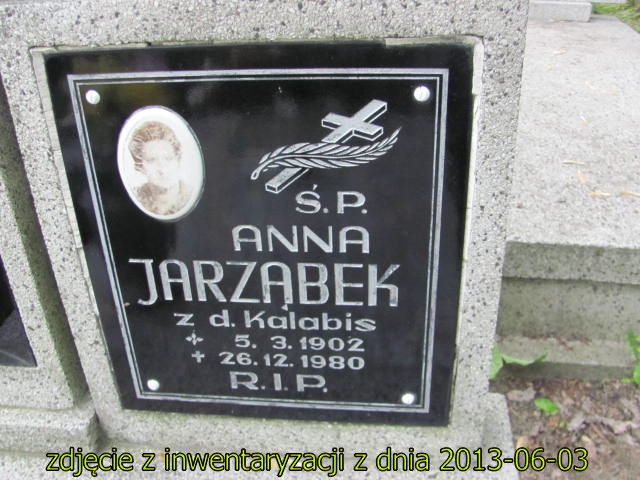 Ś.P.
ANNA
JARZĄBEK
z d. Kalabis
* 5. 3. 1902
+ 26. 12. 1980
R.I.P.
zdjęcie z inwentaryzacji z dnia 2013-06-03